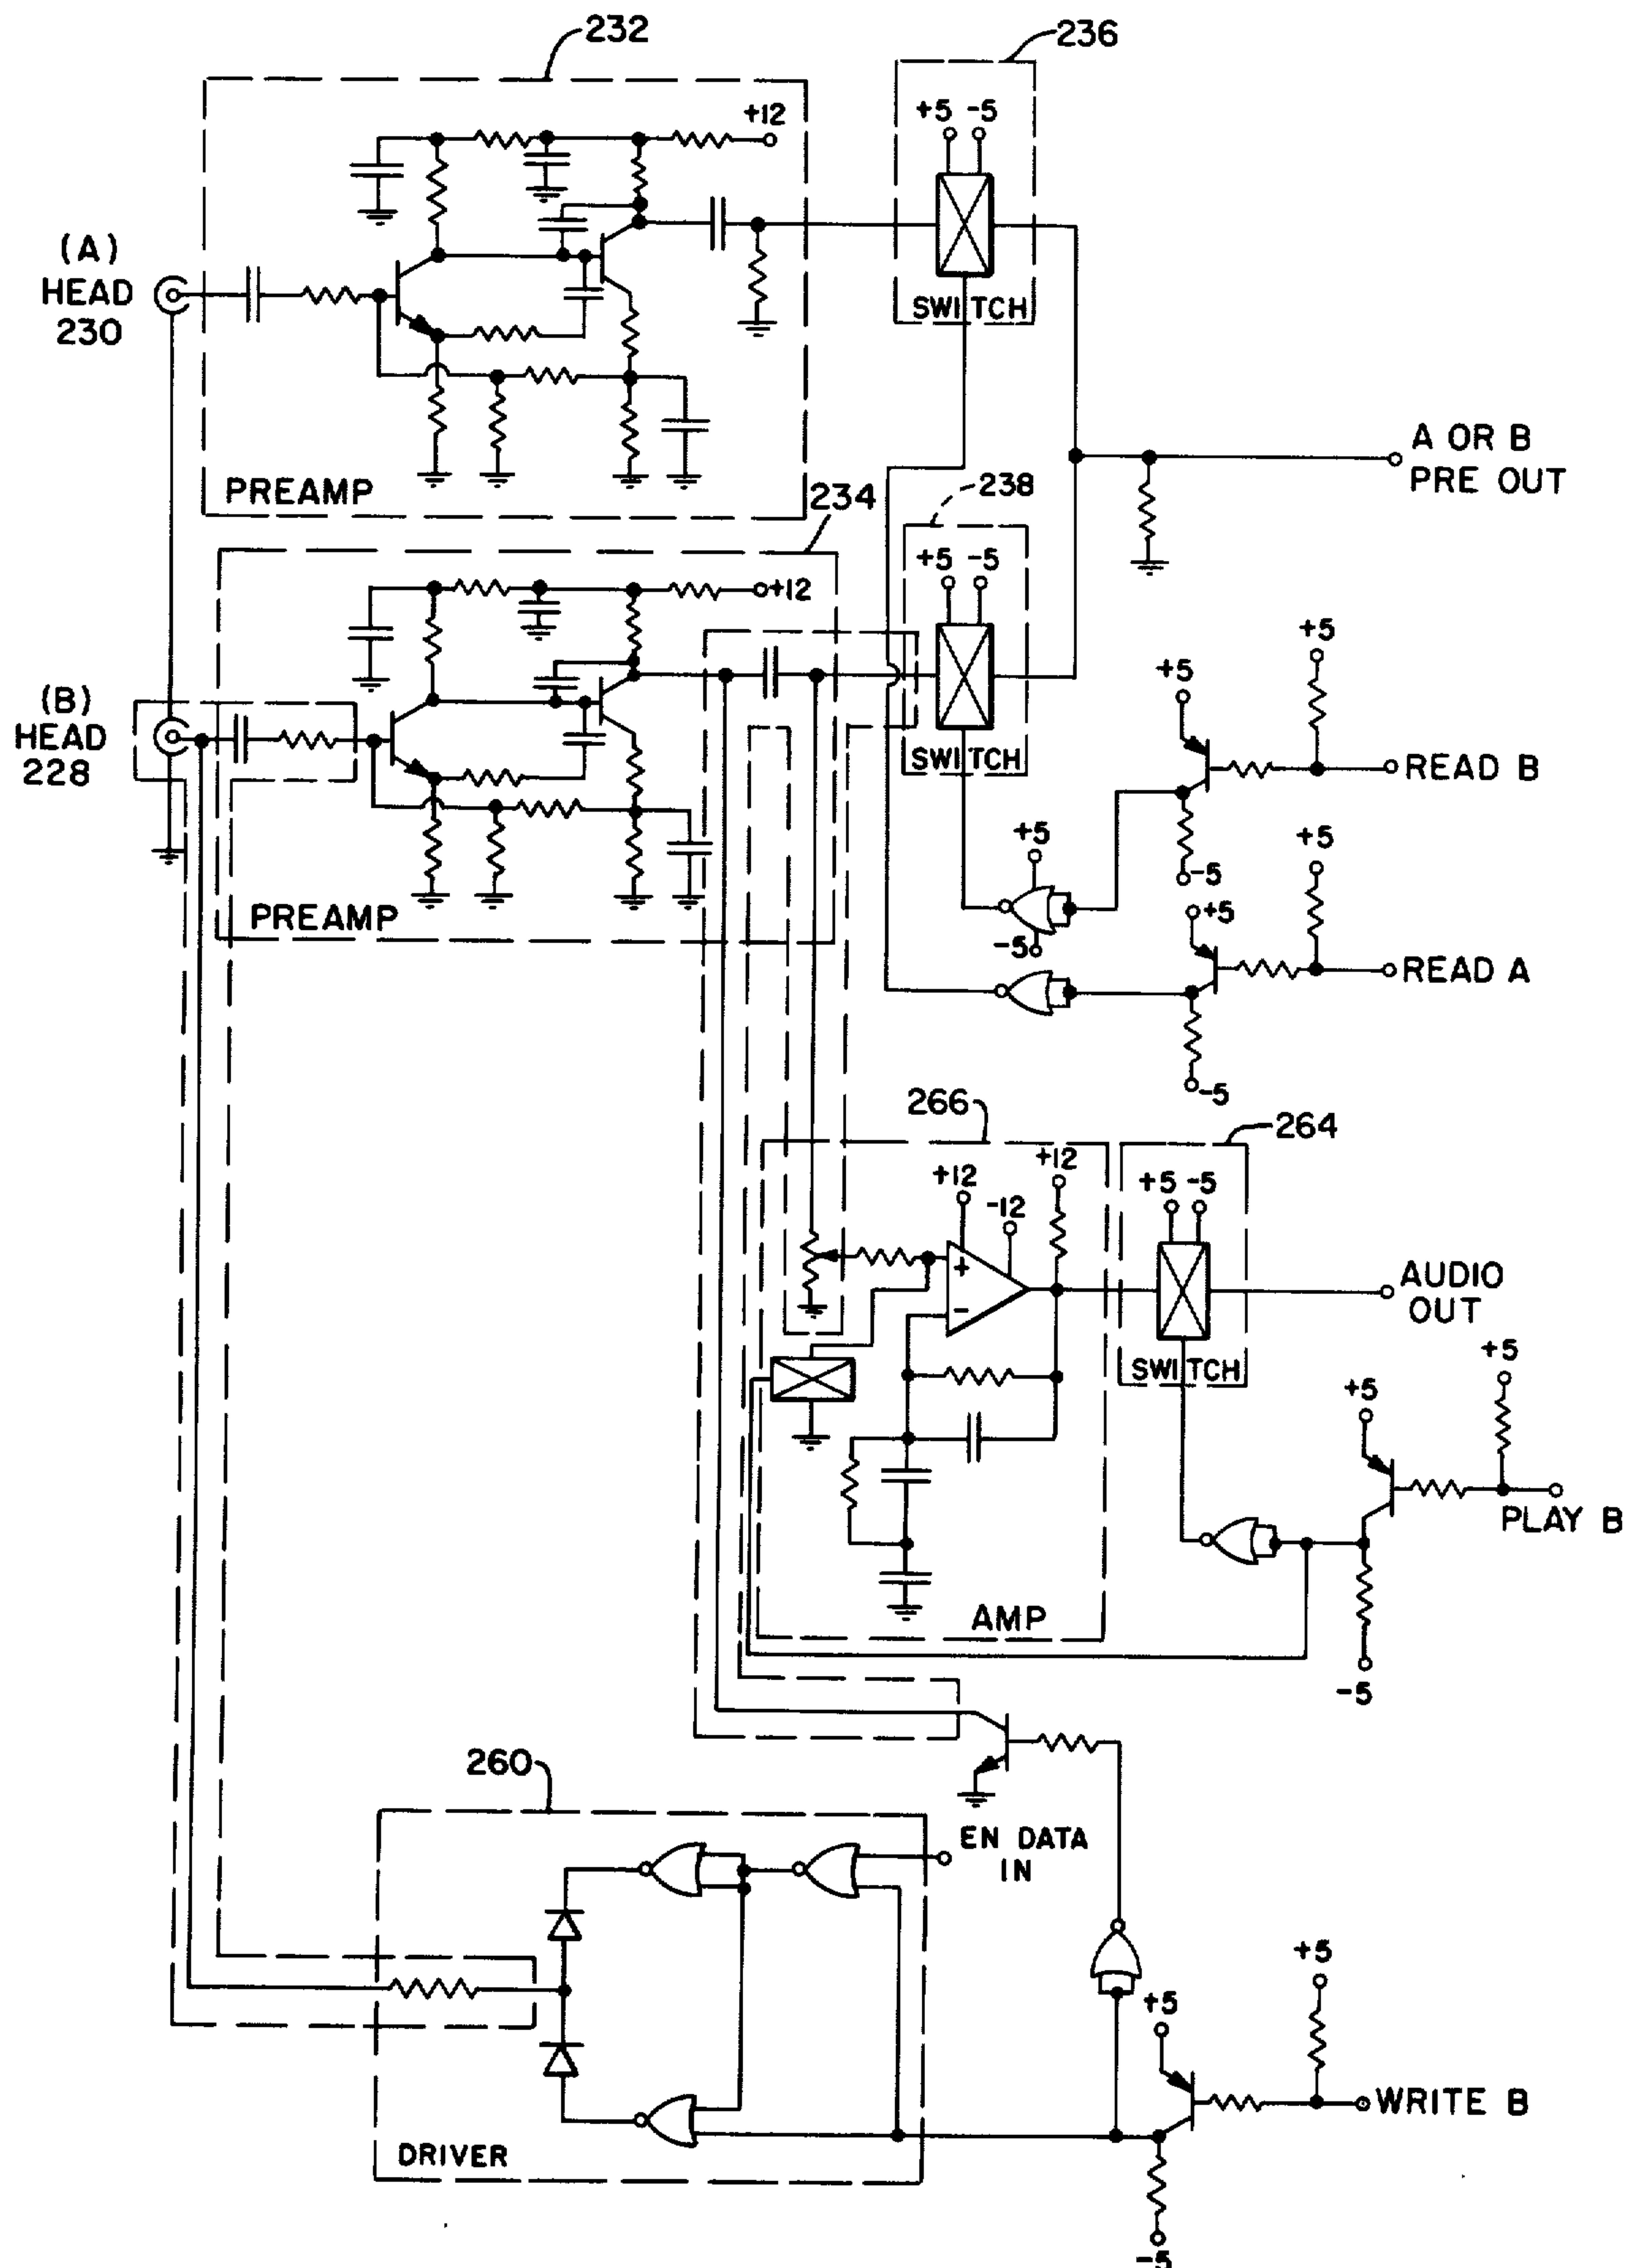 232
236
+12
+5 -5
(A)
HEAD
230
SWITCH
PREAMP
A OR B
PRE OUT
234
238
+5 -5
+12
+5
+5
(B)
HEAD
228
SWITCH
READ B
+5
-5
+5
-5
PREAMP
+5
READ A
-5
266
264
+12
+12
-12
+5 -5
+
-
AUDIO
OUT
SWITCH
+5
+5
PLAY B
AMP
-5
260
EN DATA
IN
+5
+5
WRITE B
DRIVER
-5